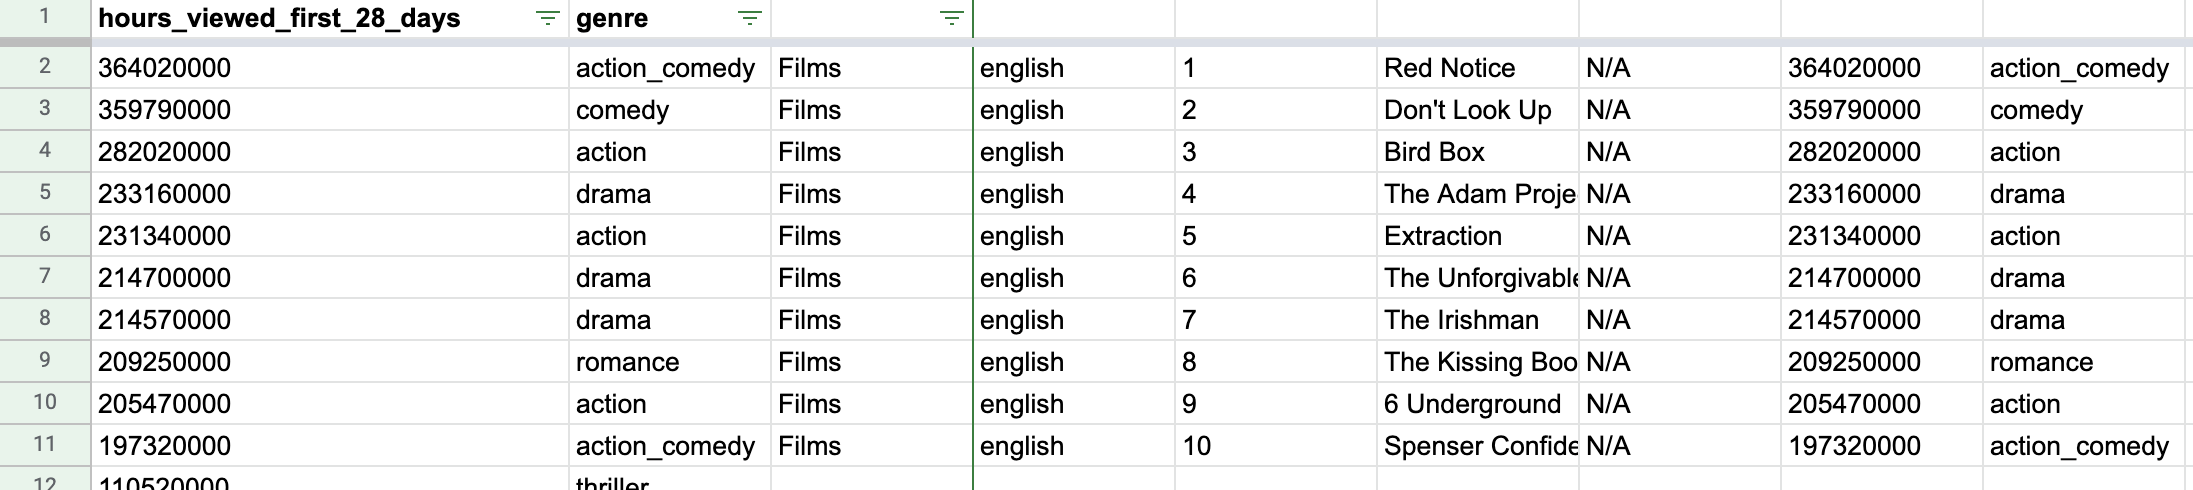 1 hours_viewed_first_28_days genre
2 364020000 action_comedy Films english 1 Red Notice N/A 364020000 action_comedy
3 359790000 comedy Films english 2 Don't Look Up N/A 359790000 comedy
4 282020000 action Films english 3 Bird Box N/A 282020000 action
5 233160000 drama Films english 4 The Adam Proje N/A 233160000 drama
6 231340000 action Films english 5 Extraction N/A 231340000 action
7 214700000 drama Films english 6 The Unforgivable N/A 214700000 drama
8 214570000 drama Films english 7 The Irishman N/A 214570000 drama
9 209250000 romance Films english 8 The Kissing Boo N/A 209250000 romance
10 205470000 action Films english 9 6 Underground N/A 205470000 action
11 197320000 action_comedy Films english 10 Spenser Confide N/A 197320000 action_comedy
12 110520000 thriller